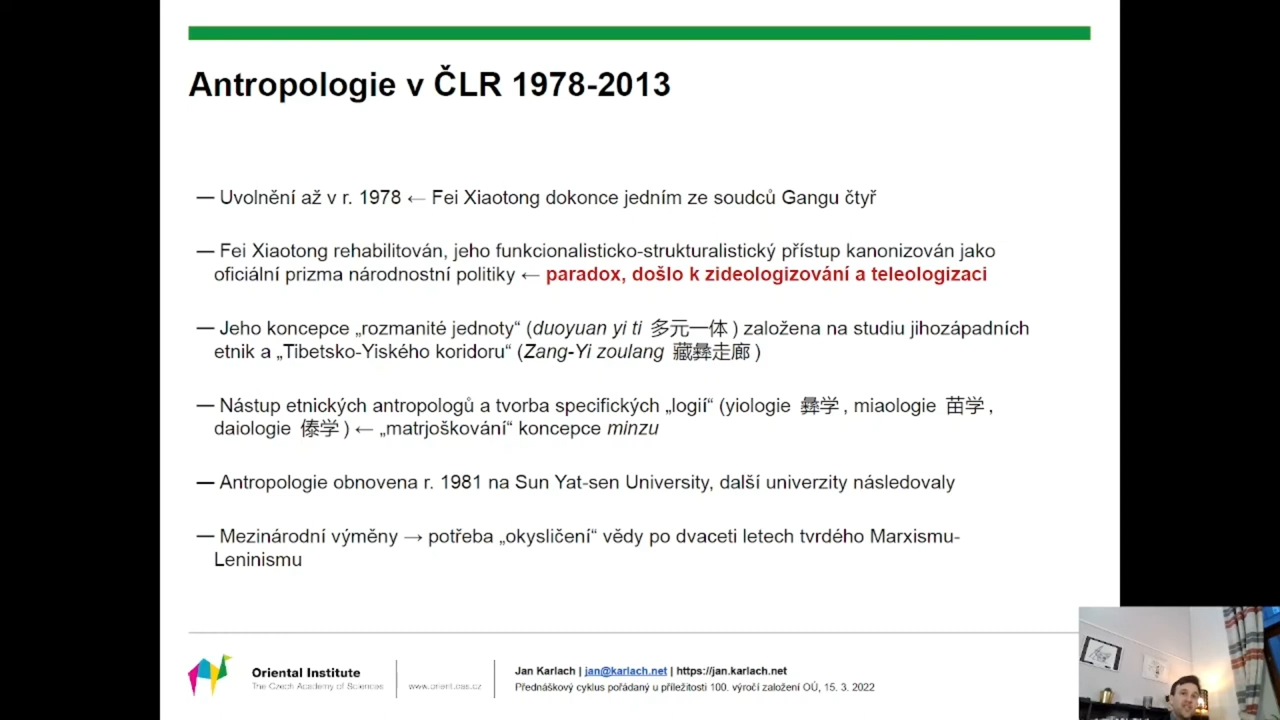 Antropologie v ČLR 1978-2013
— Uvolnění až v r. 1978 ← Fei Xiaotong dokonce jedním ze soudců Gangu čtyř
— Fei Xiaotong rehabilitován, jeho funkcionalisticko-strukturalistický přístup kanonizován jako
oficiální prizma národnostní politiky ← paradox, došlo k zideologizování a teleologizaci
— Jeho koncepce „rozmanité jednoty“ (duoyuan yi ti 多元一体) založena na studiu jihozápadních
etnik a „Tibetsko-Yiského koridoru“ (Zang-Yi zoulang 藏彝走廊)
— Nástup etnických antropologů a tvorba specifických „logií“ (yiologie 彝学, miaologie 苗学,
daiologie 傣学) ← „matrjoškování“ koncepce minzu
— Antropologie obnovena r. 1981 na Sun Yat-sen University, další univerzity následovaly
— Mezinárodní výměny → potřeba „okysličení“ vědy po dvaceti letech tvrdého Marxismu-
Leninismu
Oriental Institute
The Czech Academy of Sciences
www.orient.cas.cz
Jan Karlach | jan@karlach.net | https://jan.karlach.net
Přednáškový cyklus pořádaný u příležitosti 100. výročí založení OÚ, 15. 3. 2022